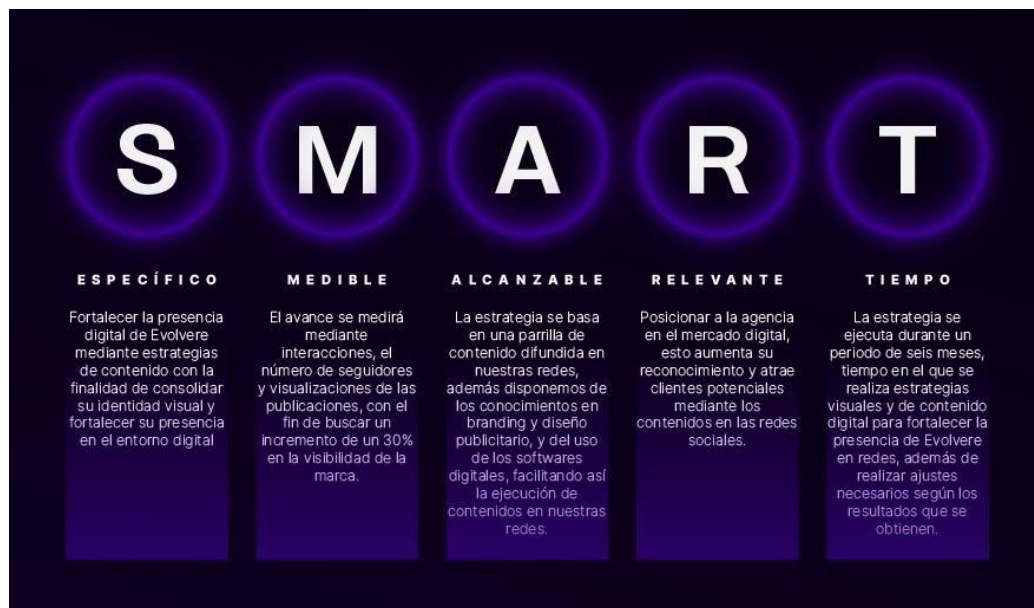 S
M
A
R
T
ESPECÍFICO
Fortalecer la presencia
digital de Evolvere
mediante estrategias
de contenido con la
finalidad de consolidar
su identidad visual y
fortalecer su presencia
en el entorno digital
MEDIBLE
El avance se medirá
mediante
interacciones, el
número de seguidores
y visualizaciones de las
publicaciones, con el
fin de buscar un
incremento de un 30%
en la visibilidad de la
marca.
ALCANZABLE
La estrategia se basa
en una parrilla de
contenido difundida en
nuestras redes,
además disponemos de
los conocimientos en
branding y diseño
publicitario, y del uso
de los softwares
digitales, facilitando así
la ejecución de
contenidos en nuestras
redes.
RELEVANTE
Posicionar a la agencia
en el mercado digital,
esto aumenta su
reconocimiento y atrae
clientes potenciales
mediante los
contenidos en las redes
sociales.
TIEMPO
La estrategia se
ejecuta durante un
periodo de seis meses,
tiempo en el que se
realiza estrategias
visuales y de contenido
digital para fortalecer la
presencia de Evolvere
en redes, además de
realizar ajustes
necesarios según los
resultados que se
obtienen.